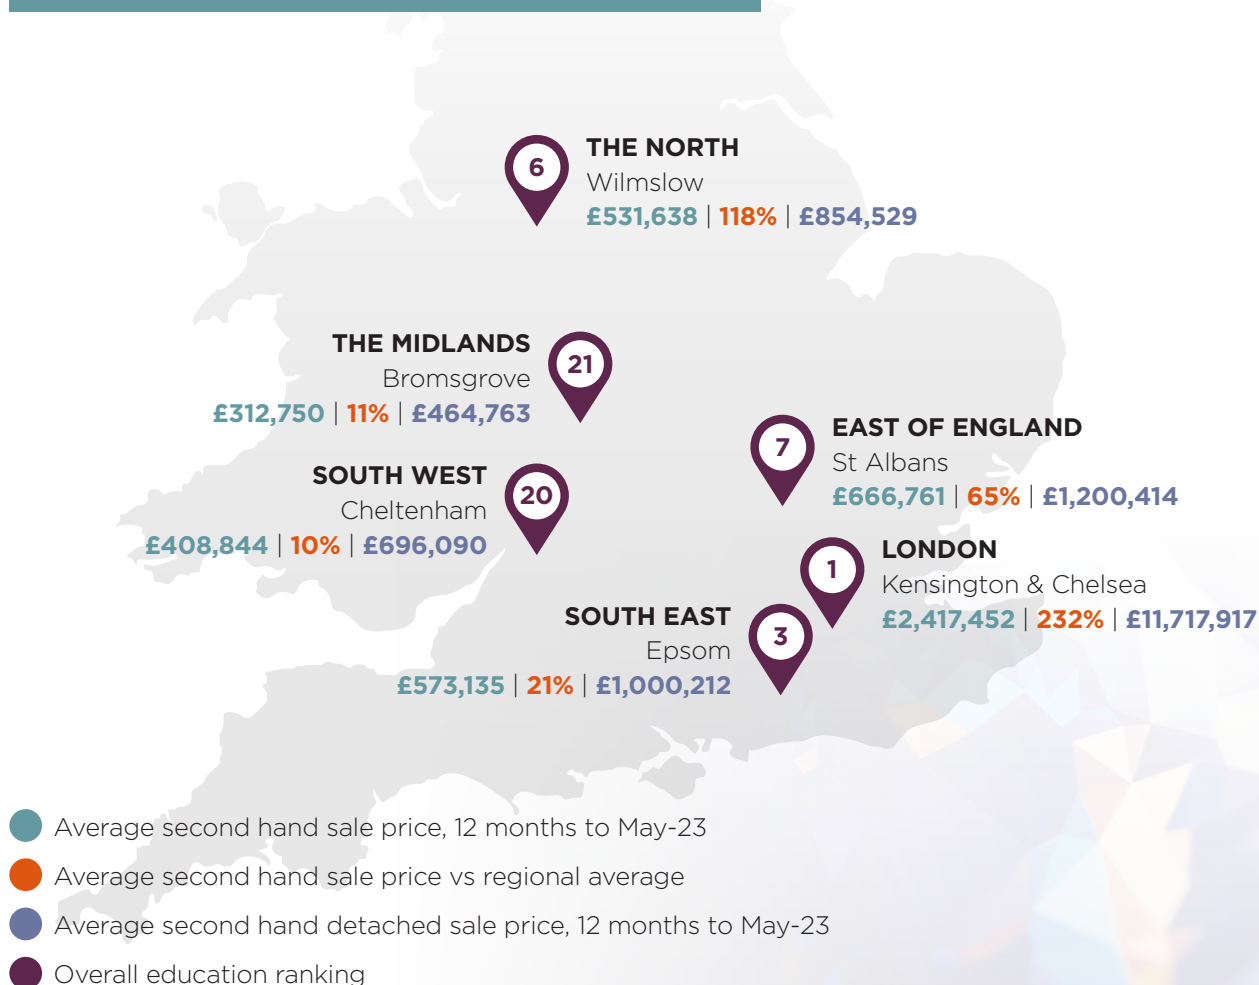 6
THE NORTH
Wilmslow
£531,638 | 118% | £854,529
THE MIDLANDS
Bromsgrove
£312,750 | 11% | £464,763
21
SOUTH WEST
Cheltenham
£408,844 | 10% | £696,090
20
7
EAST OF ENGLAND
St Albans
£666,761 | 65% | £1,200,414
1
LONDON
Kensington & Chelsea
£2,417,452 | 232% | £11,717,917
SOUTH EAST
Epsom
£573,135 | 21% | £1,000,212
3
Average second hand sale price, 12 months to May-23
Average second hand sale price vs regional average
Average second hand detached sale price, 12 months to May-23
Overall education ranking